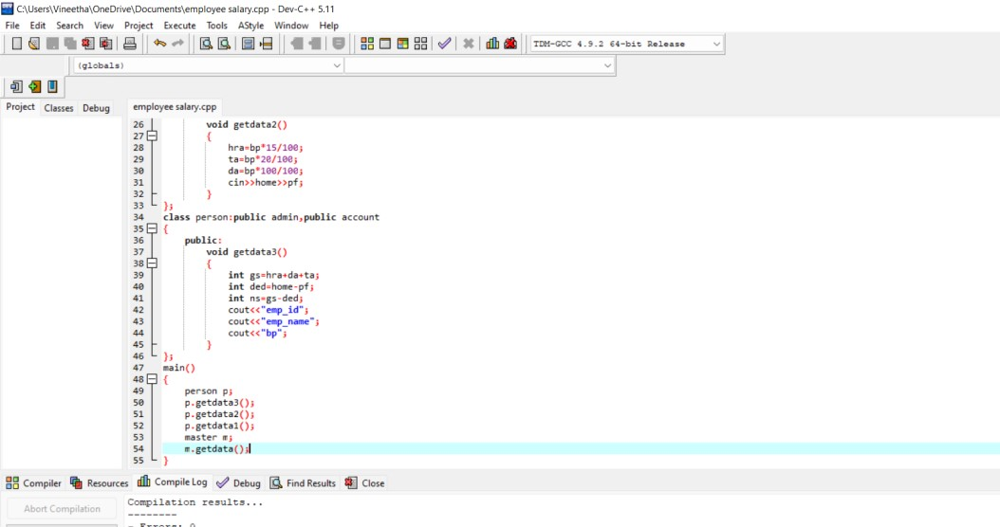 C:\Users\Vineetha\OneDrive\Documents\employee salary.cpp - Dev-C++ 5.11
File Edit Search View Project Execute Tools AStyle Window Help
TDM-GCC 4.9.2 64-bit Release
(globals)
Project Classes Debug
employee salary.cpp
26 void getdata2()
27 {
28 hra=bp*15/100;
29 ta=bp*20/100;
30 da=bp*100/100;
31 cin>>home>>pf;
32 }
33 };
34 class person:public admin,public account
35 {
36 public:
37 void getdata3()
38 {
39 int gs=hra+da+ta;
40 int ded=home-pf;
41 int ns=gs-ded;
42 cout<<"emp_id";
43 cout<<"emp_name";
44 cout<<"bp";
45 }
46 };
47 main()
48 {
49 person p;
50 p.getdata3();
51 p.getdata2();
52 p.getdata1();
53 master m;
54 m.getdata();
55 }
Compiler Resources Compile Log Debug Find Results Close
Abort Compilation
Compilation results...
--------
- Errors: 0